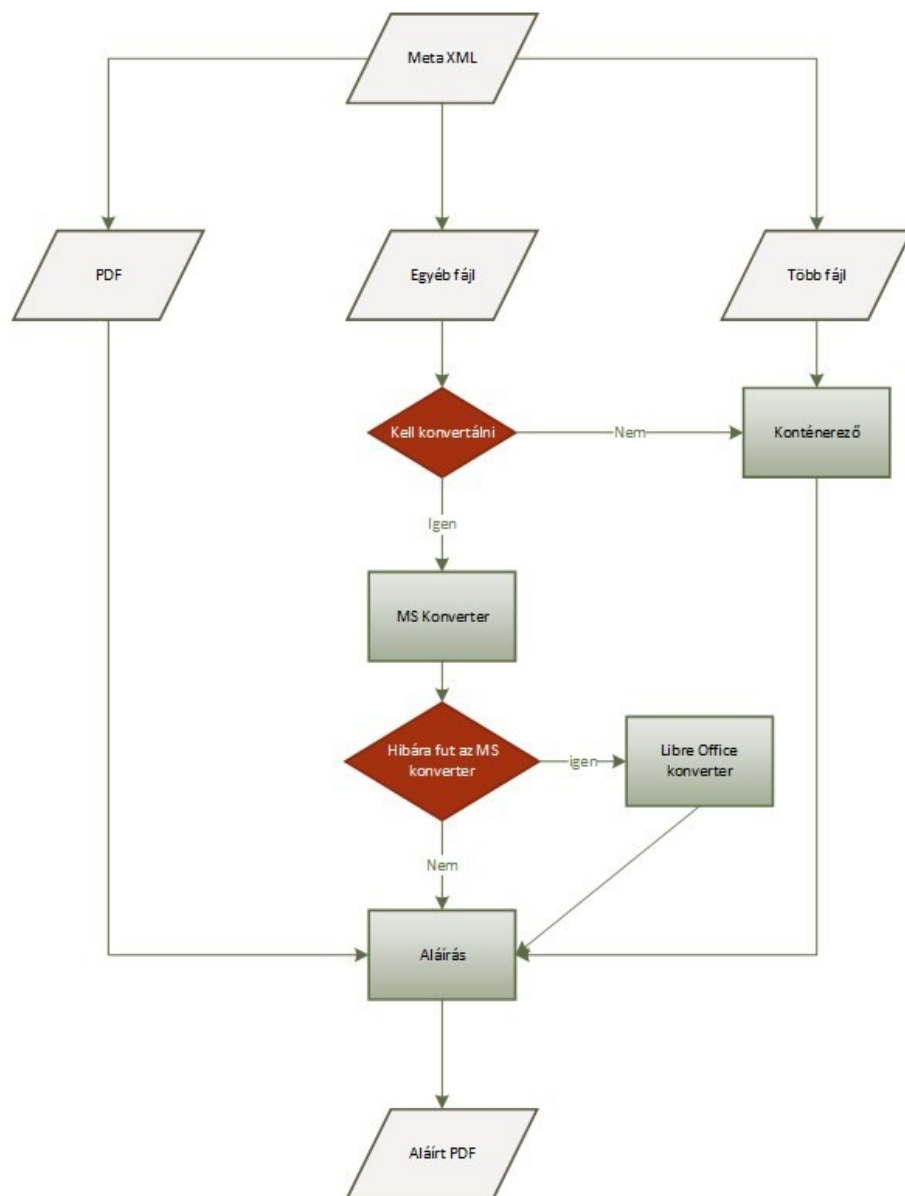 Meta XML
PDF
Egyéb fájl
Több fájl
Kell konvertálni
Nem
Konténerező
Igen
MS Konverter
Hibára fut az MS
konverter
igen
Libre Office
konverter
Nem
Aláírás
Aláírt PDF